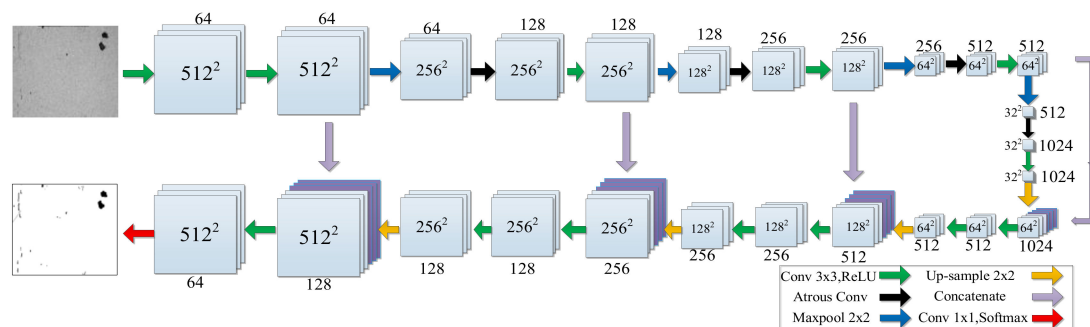 64 64 64 128 128 128 256 256 256 512 512
512² 512² 256² 256² 256² 128² 128² 128² 64² 64² 64²
32² 512
32² 1024
32² 1024
512² 512² 256² 256² 256² 128² 128² 128² 64² 64² 64²
64 128 128 128 256 256 256 512 512 512 1024
Conv 3x3,ReLU Up-sample 2x2
Atrous Conv Concatenate
Maxpool 2x2 Conv 1x1,Softmax